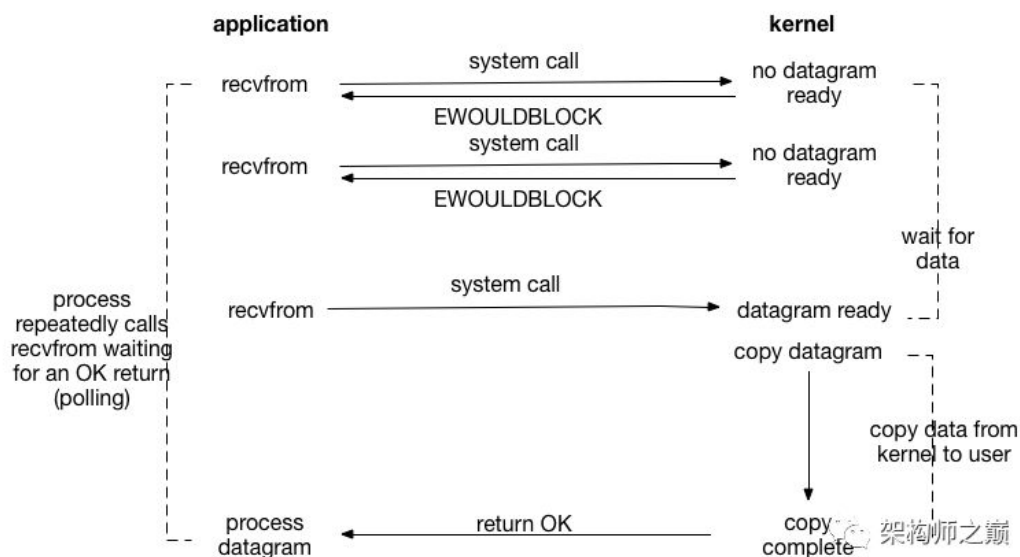 application
kernel
system call
recvfrom
no datagram
ready
EWOULDBLOCK
system call
recvfrom
no datagram
ready
EWOULDBLOCK
wait for
data
system call
recvfrom
datagram ready
process
repeatedly calls
recvfrom waiting
for an OK return
(polling)
copy datagram
copy data from
kernel to user
process
datagram
return OK
copy
complete
架构师之巅